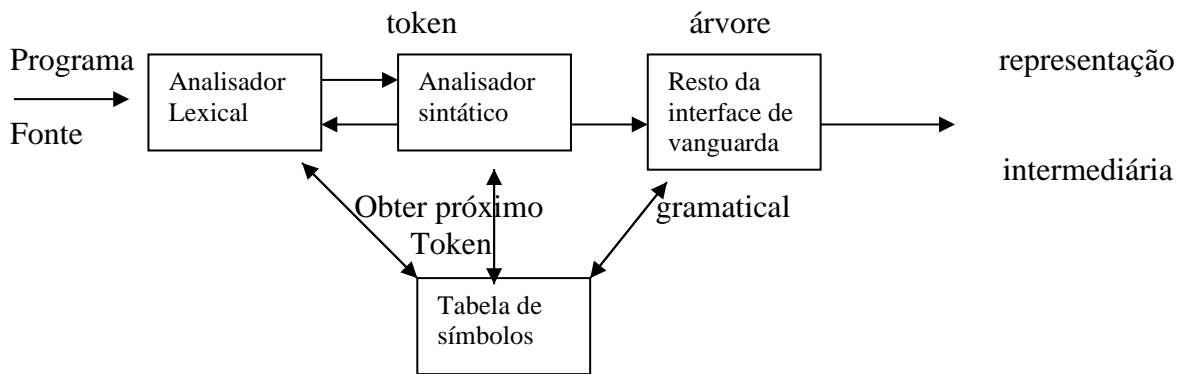 token
árvore
Programa
Fonte
Analisador
Lexical
Analisador
sintático
Resto da
interface de
vanguarda
representação
intermediária
Obter próximo
Token
gramatical
Tabela de
símbolos